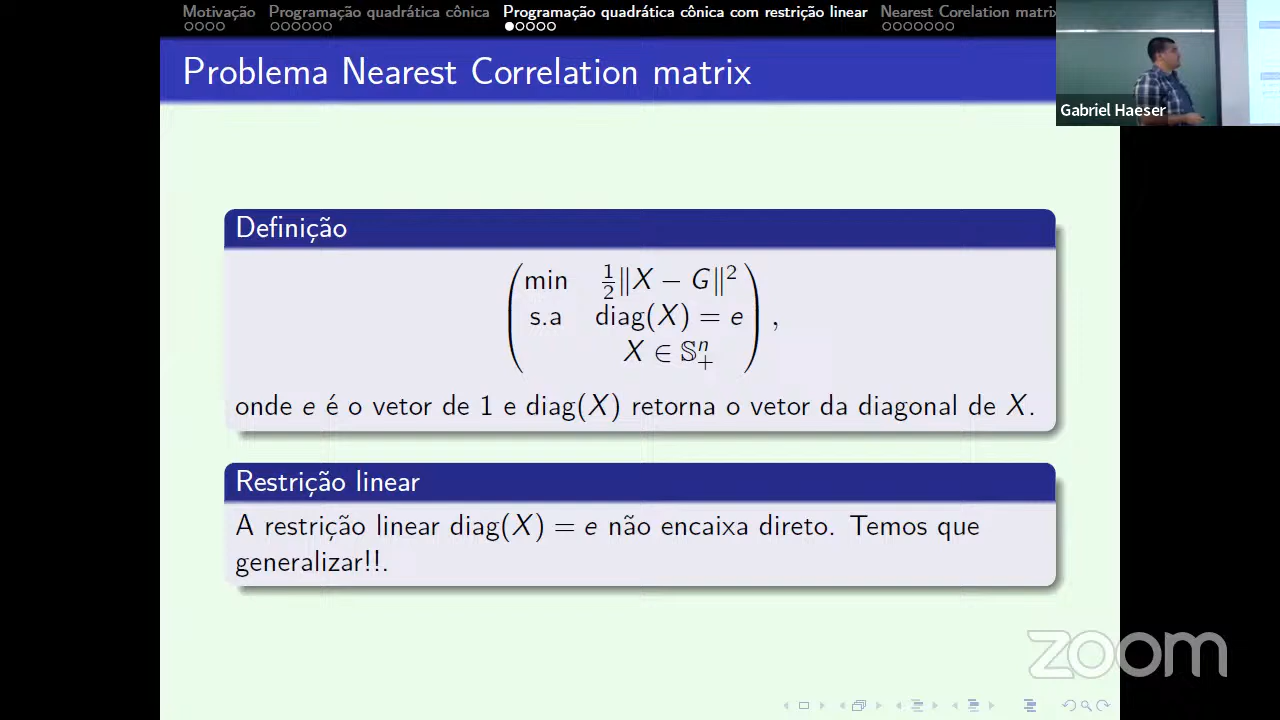 Motivação Programação quadrática cônica Programação quadrática cônica com restrição linear Nearest Corelation matrix
Problema Nearest Correlation matrix
Gabriel Haeser
Definição
min 1/2 ‖X − G‖²
s.a diag(X) = e
X ∈ 𝕊ⁿ₊
,
onde e é o vetor de 1 e diag(X) retorna o vetor da diagonal de X.
Restrição linear
A restrição linear diag(X) = e não encaixa direto. Temos que
generalizar!!.
zoom